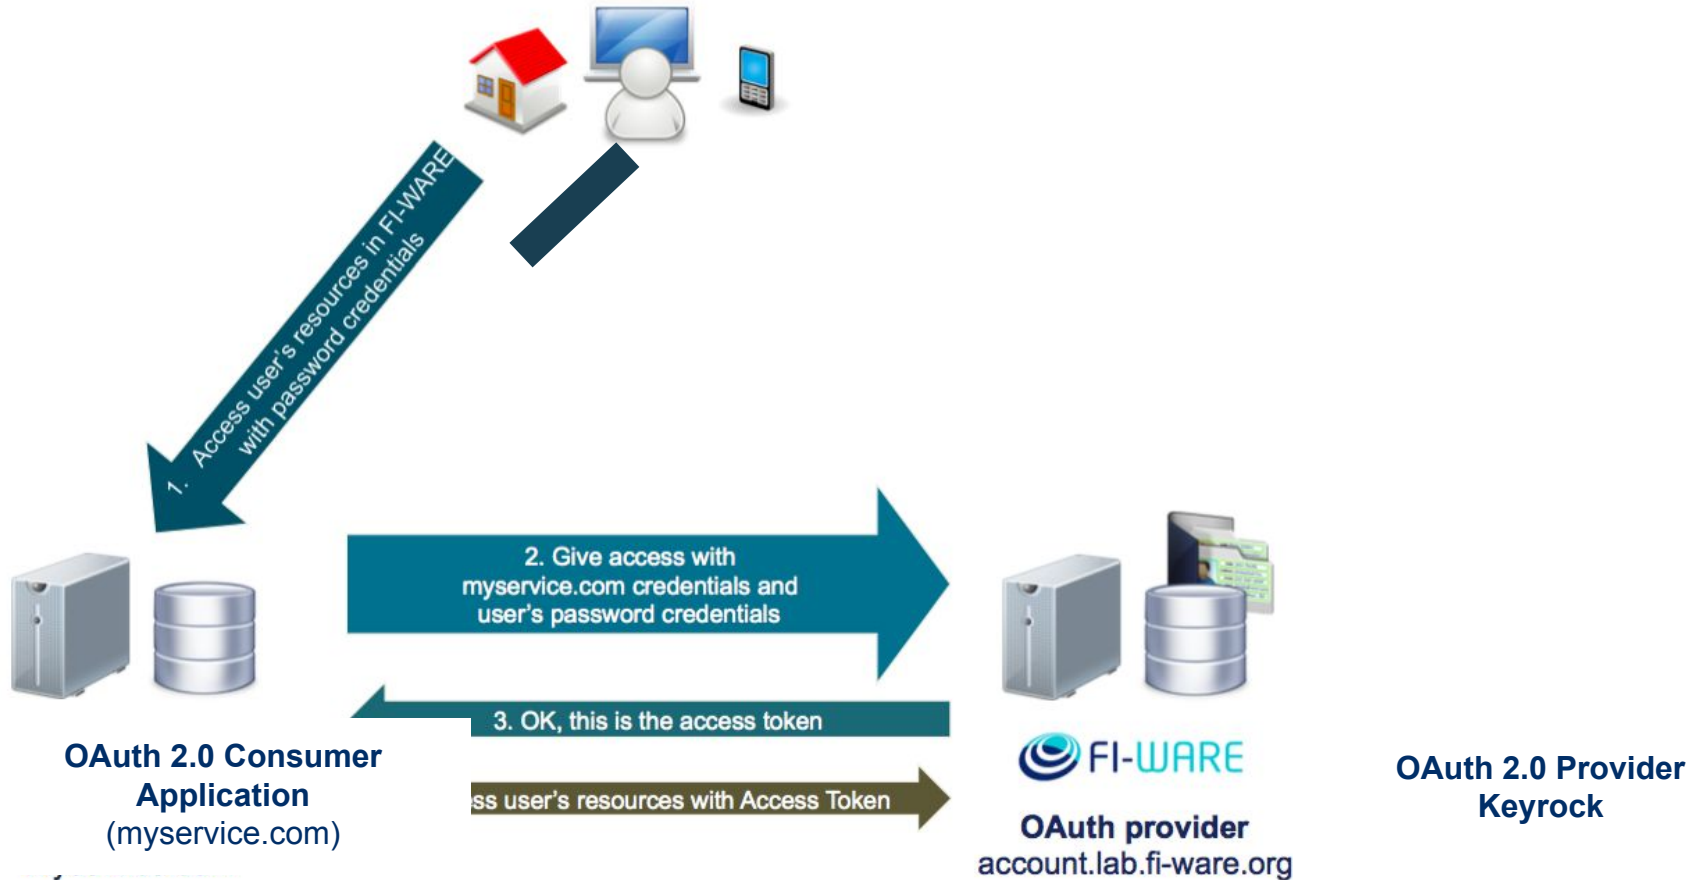 1. Access user's resources in FI-WARE
with password credentials
2. Give access with
myservice.com credentials and
user's password credentials
3. OK, this is the access token
OAuth 2.0 Consumer
Application
(myservice.com)
user's resources with Access Token
FI-WARE
OAuth provider
account.lab.fi-ware.org
OAuth 2.0 Provider
Keyrock